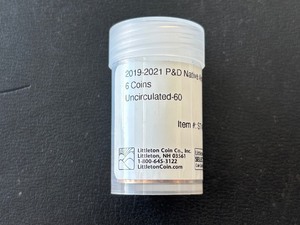 2019-2021 P&D Native
6 Coins
Uncirculated-60
Item #: ST
Littleton Coin Co., Inc.
Littleton, NH 03561
1-800-645-3122
LittletonCoin.com